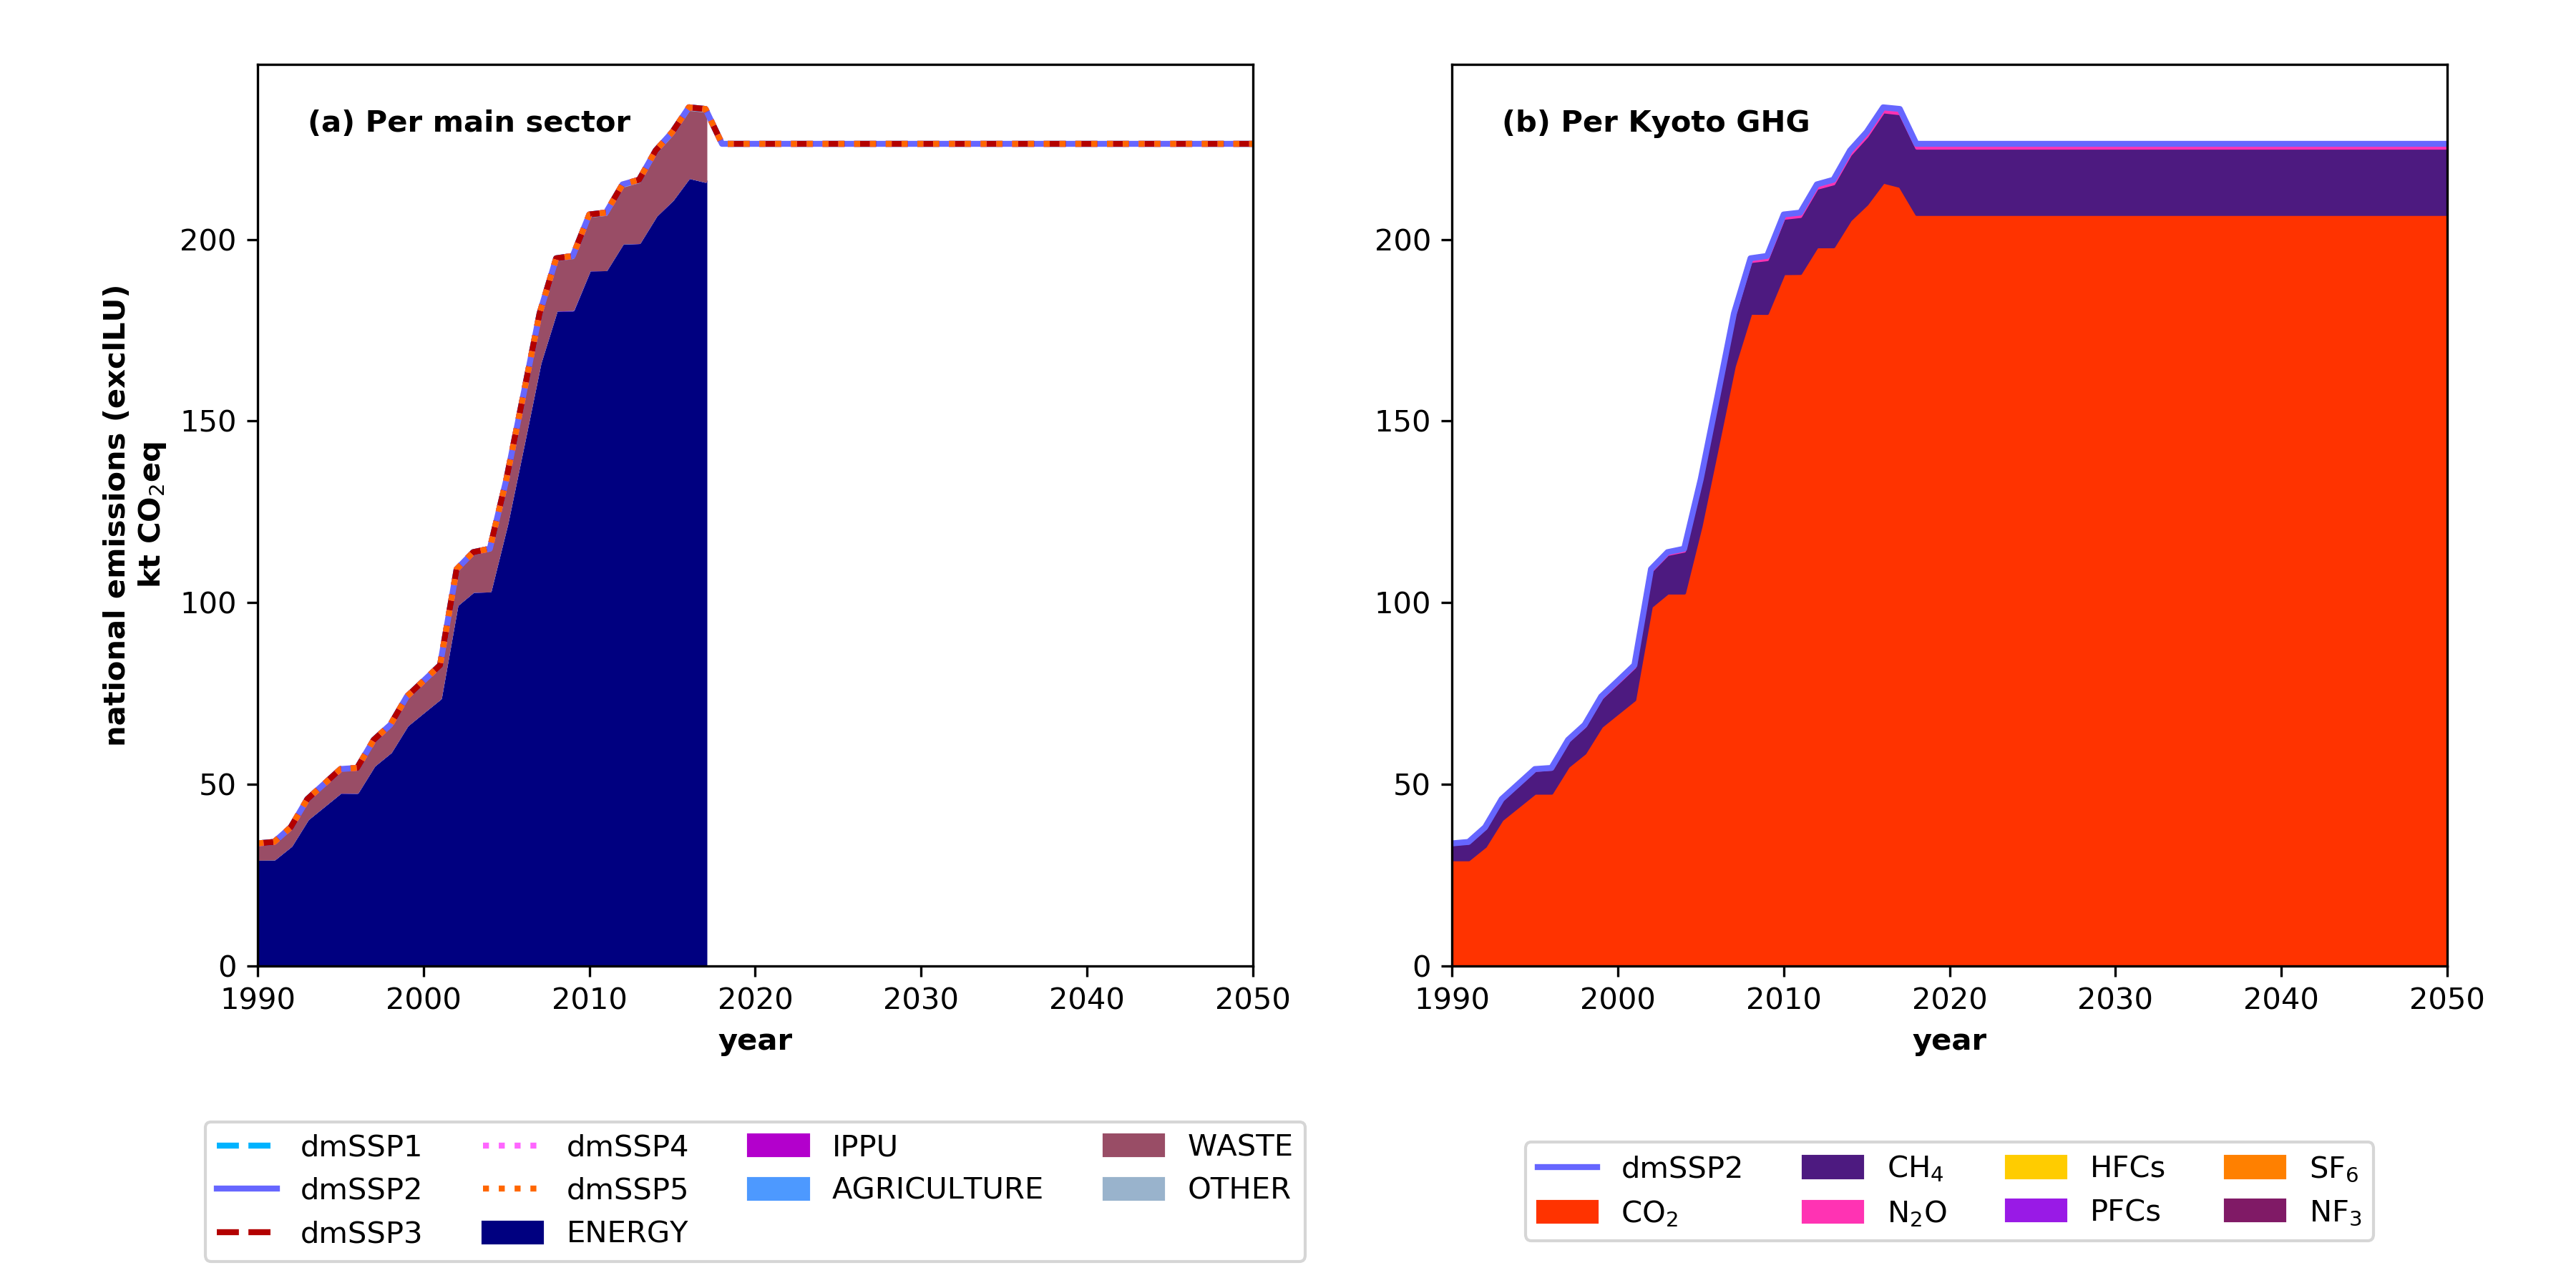 (a) Per main sector
national emissions (exclLU)
kt CO₂eq
200
150
100
50
0
1990 2000 2010 2020 2030 2040 2050
year
dmSSP1 dmSSP4 IPPU WASTE
dmSSP2 dmSSP5 AGRICULTURE OTHER
dmSSP3 ENERGY
(b) Per Kyoto GHG
200
150
100
50
0
1990 2000 2010 2020 2030 2040 2050
year
dmSSP2 CH₄ HFCs SF₆
CO₂ N₂O PFCs NF₃